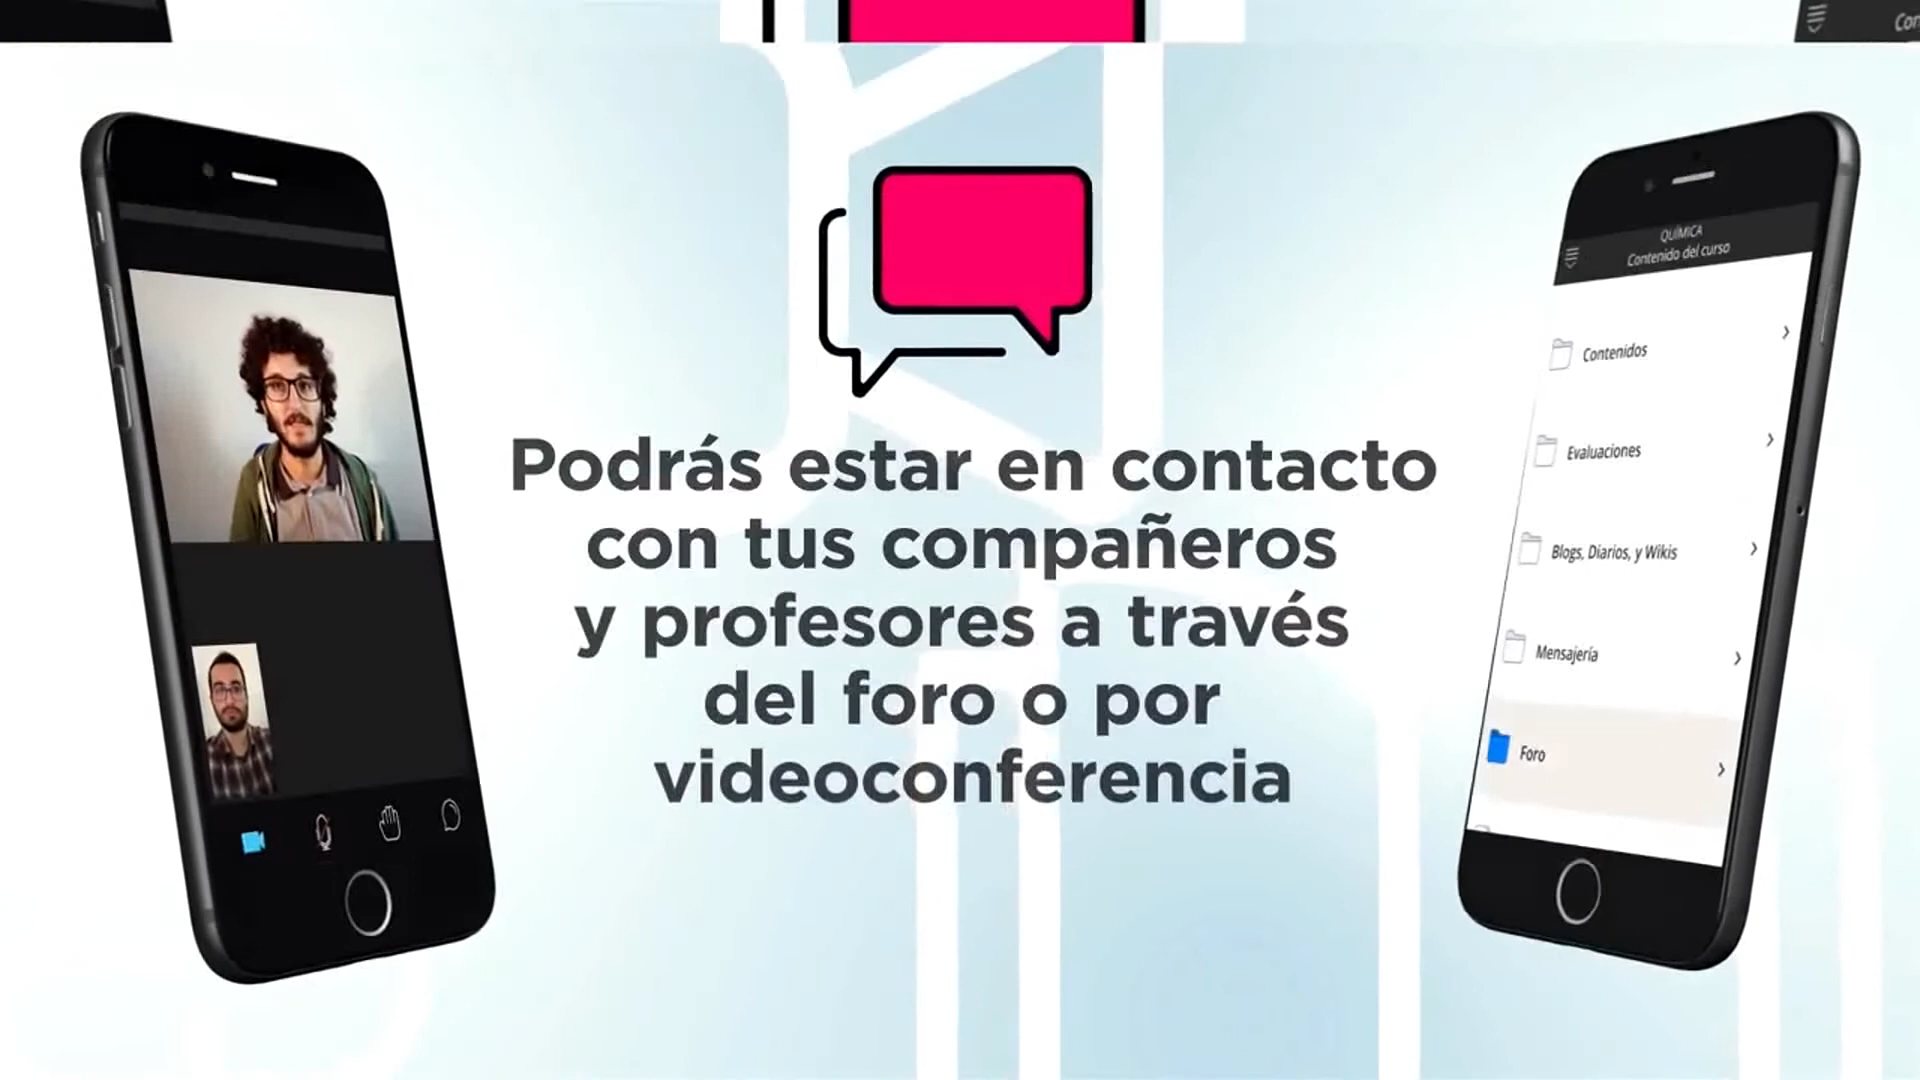 Con
Podrás estar en contacto
con tus compañeros
y profesores a través
del foro o por
videoconferencia
QUÍMICA
Contenido del curso
Contenidos
Evaluaciones
Blogs, Diarios, y Wikis
Mensajería
Foro